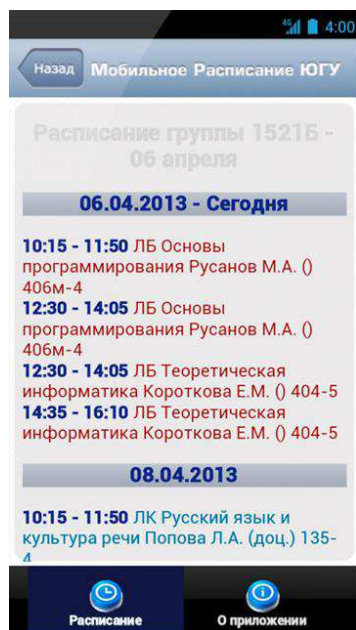 4G 4:00
Назад Мобильное Расписание ЮГУ
Расписание группы 1521Б -
06 апреля
06.04.2013 - Сегодня
10:15 - 11:50 ЛБ Основы
программирования Русанов М.А. ()
406м-4
12:30 - 14:05 ЛБ Основы
программирования Русанов М.А. ()
406м-4
12:30 - 14:05 ЛБ Теоретическая
информатика Короткова Е.М. () 404-5
14:35 - 16:10 ЛБ Теоретическая
информатика Короткова Е.М. () 404-5
08.04.2013
10:15 - 11:50 ЛК Русский язык и
культура речи Попова Л.А. (доц.) 135-
4
Расписание О приложении